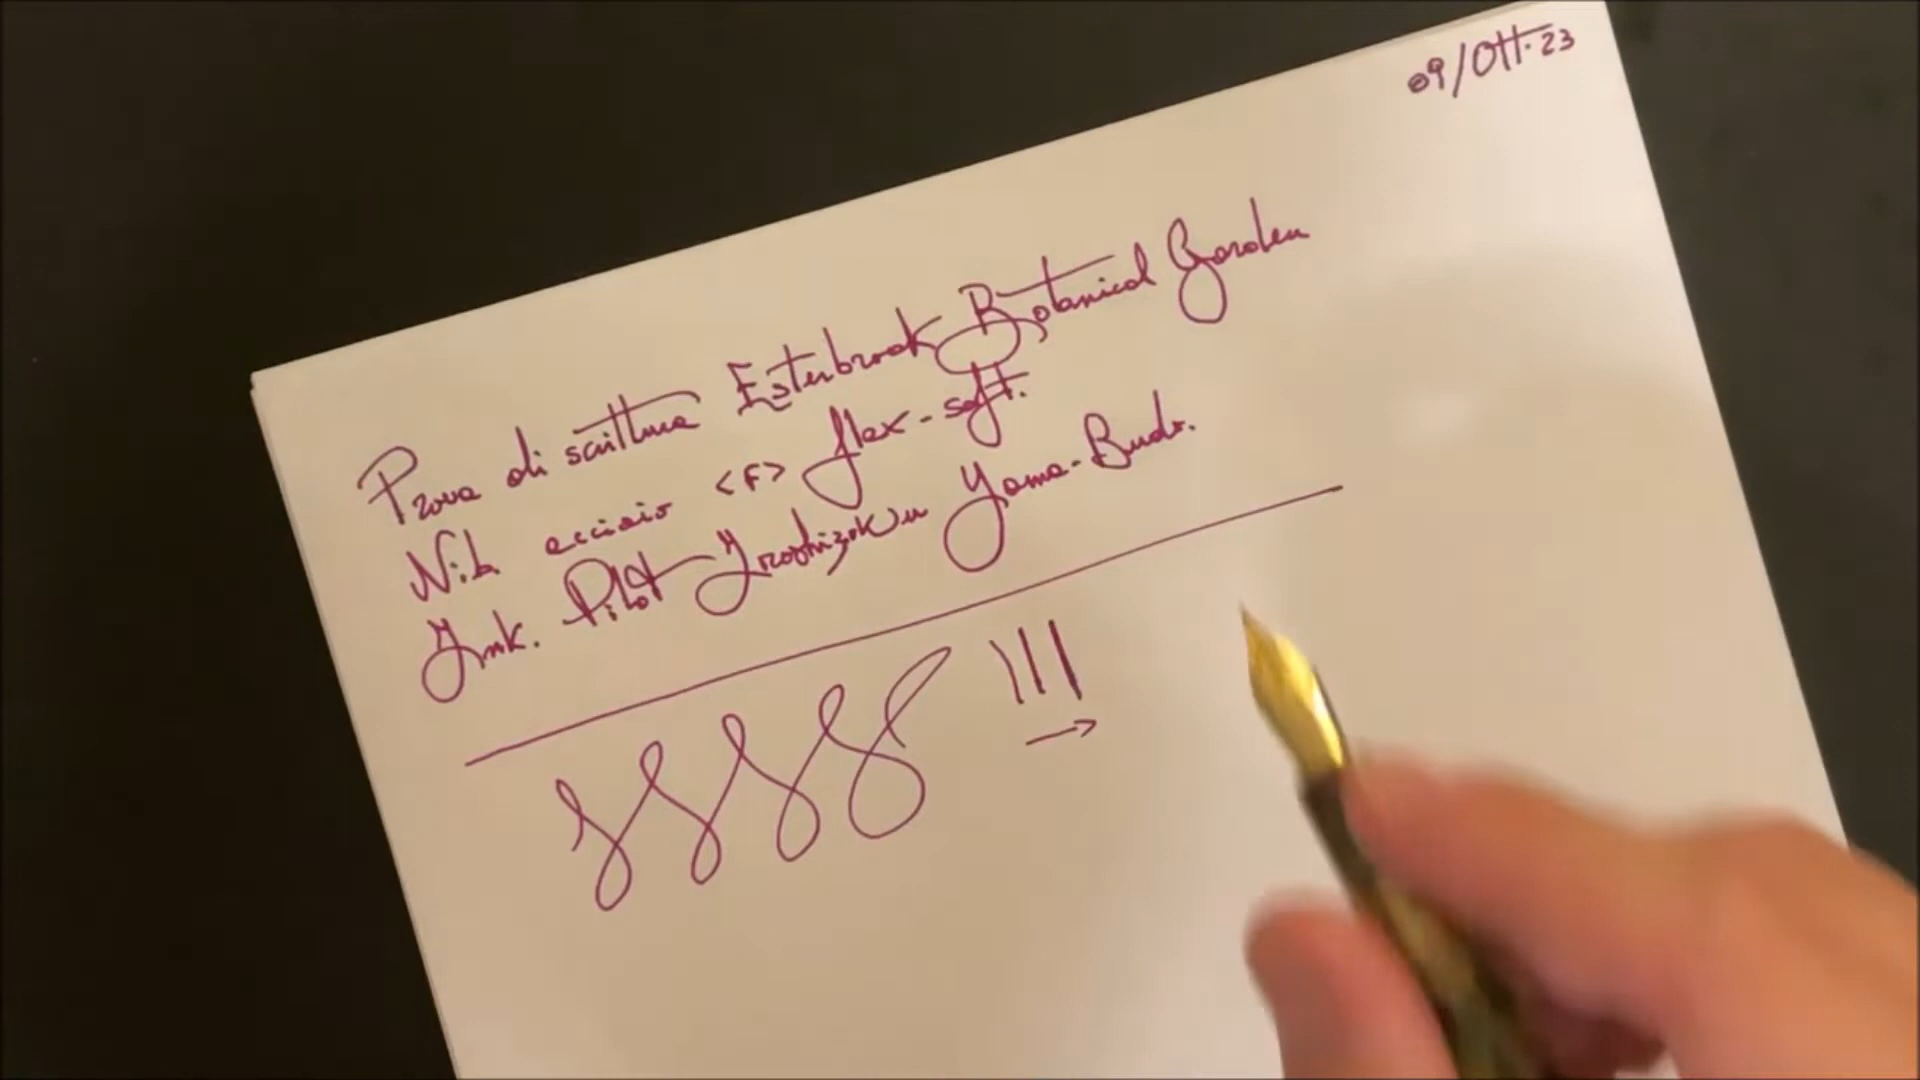 09/Ott. 23
Prova di scrittura Esterbrook Botanical Garden
Nib acciaio <F> flex-soft.
Ink. Pilot Iroshizuku Yama-Budo.